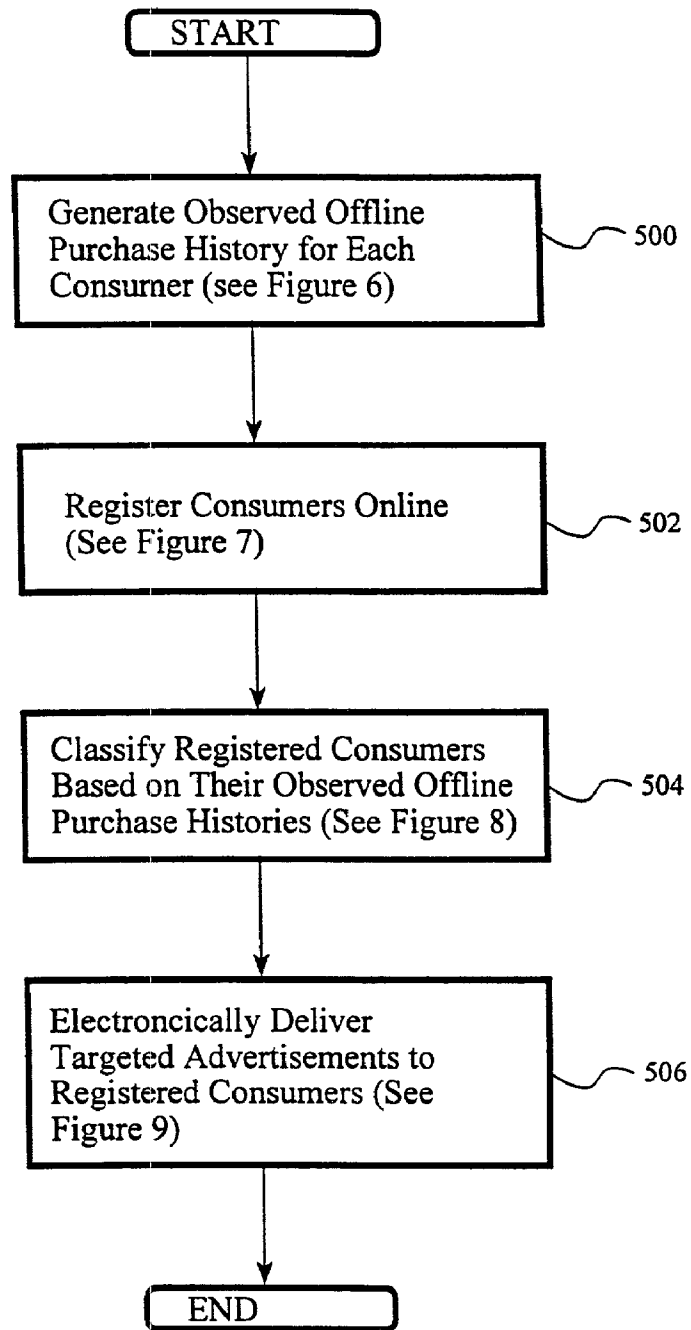 START
Generate Observed Offline
Purchase History for Each
Consumer (see Figure 6)
500
Register Consumers Online
(See Figure 7)
502
Classify Registered Consumers
Based on Their Observed Offline
Purchase Histories (See Figure 8)
504
Electroncically Deliver
Targeted Advertisements to
Registered Consumers (See
Figure 9)
506
END